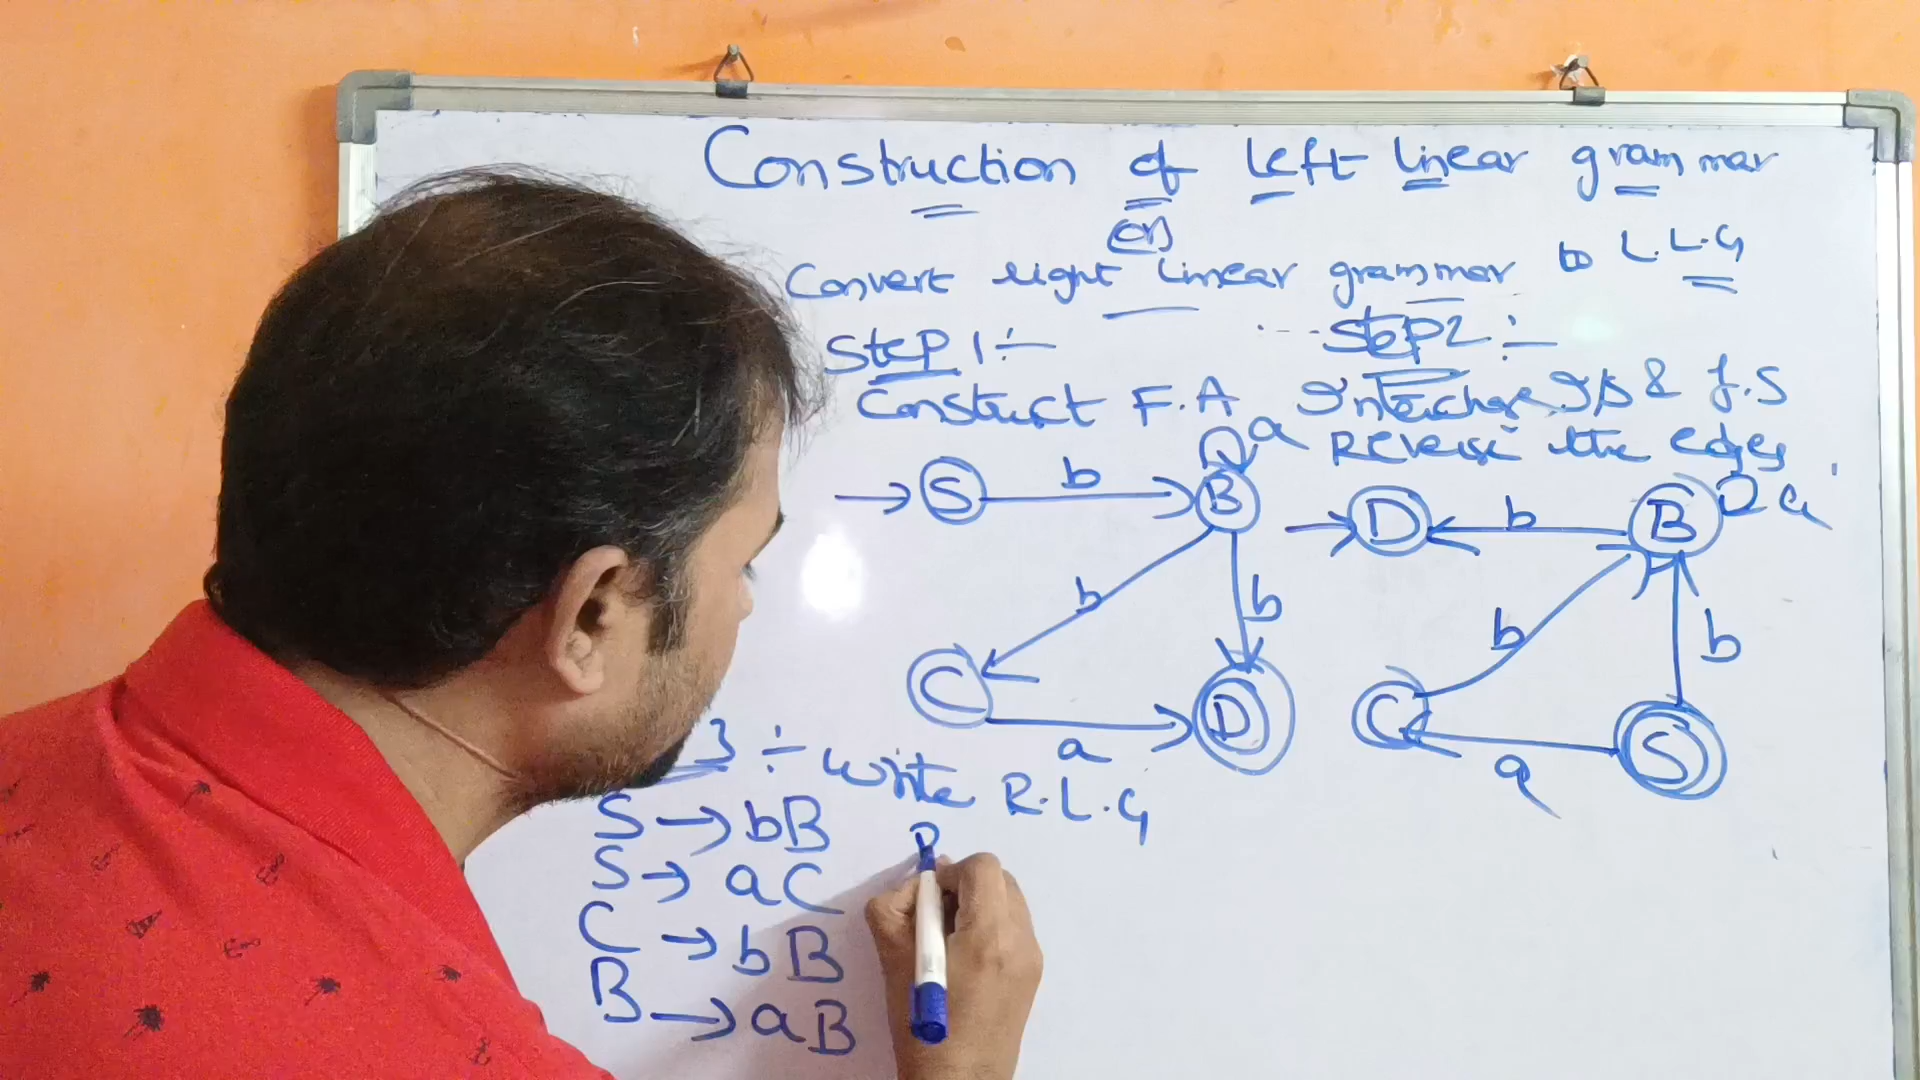 Construction of Left Linear grammar
(or)
Convert right linear grammar to L.L.G
Step 1 :-
Construct F.A
a
S b B
b b
C a D
Step 2 :-
Interchange I.S & f.S
Reverse the edges
D b B a
b b
C a S
3 :- write R.L.G
S → bB
S → aC
C → bB
B → aB